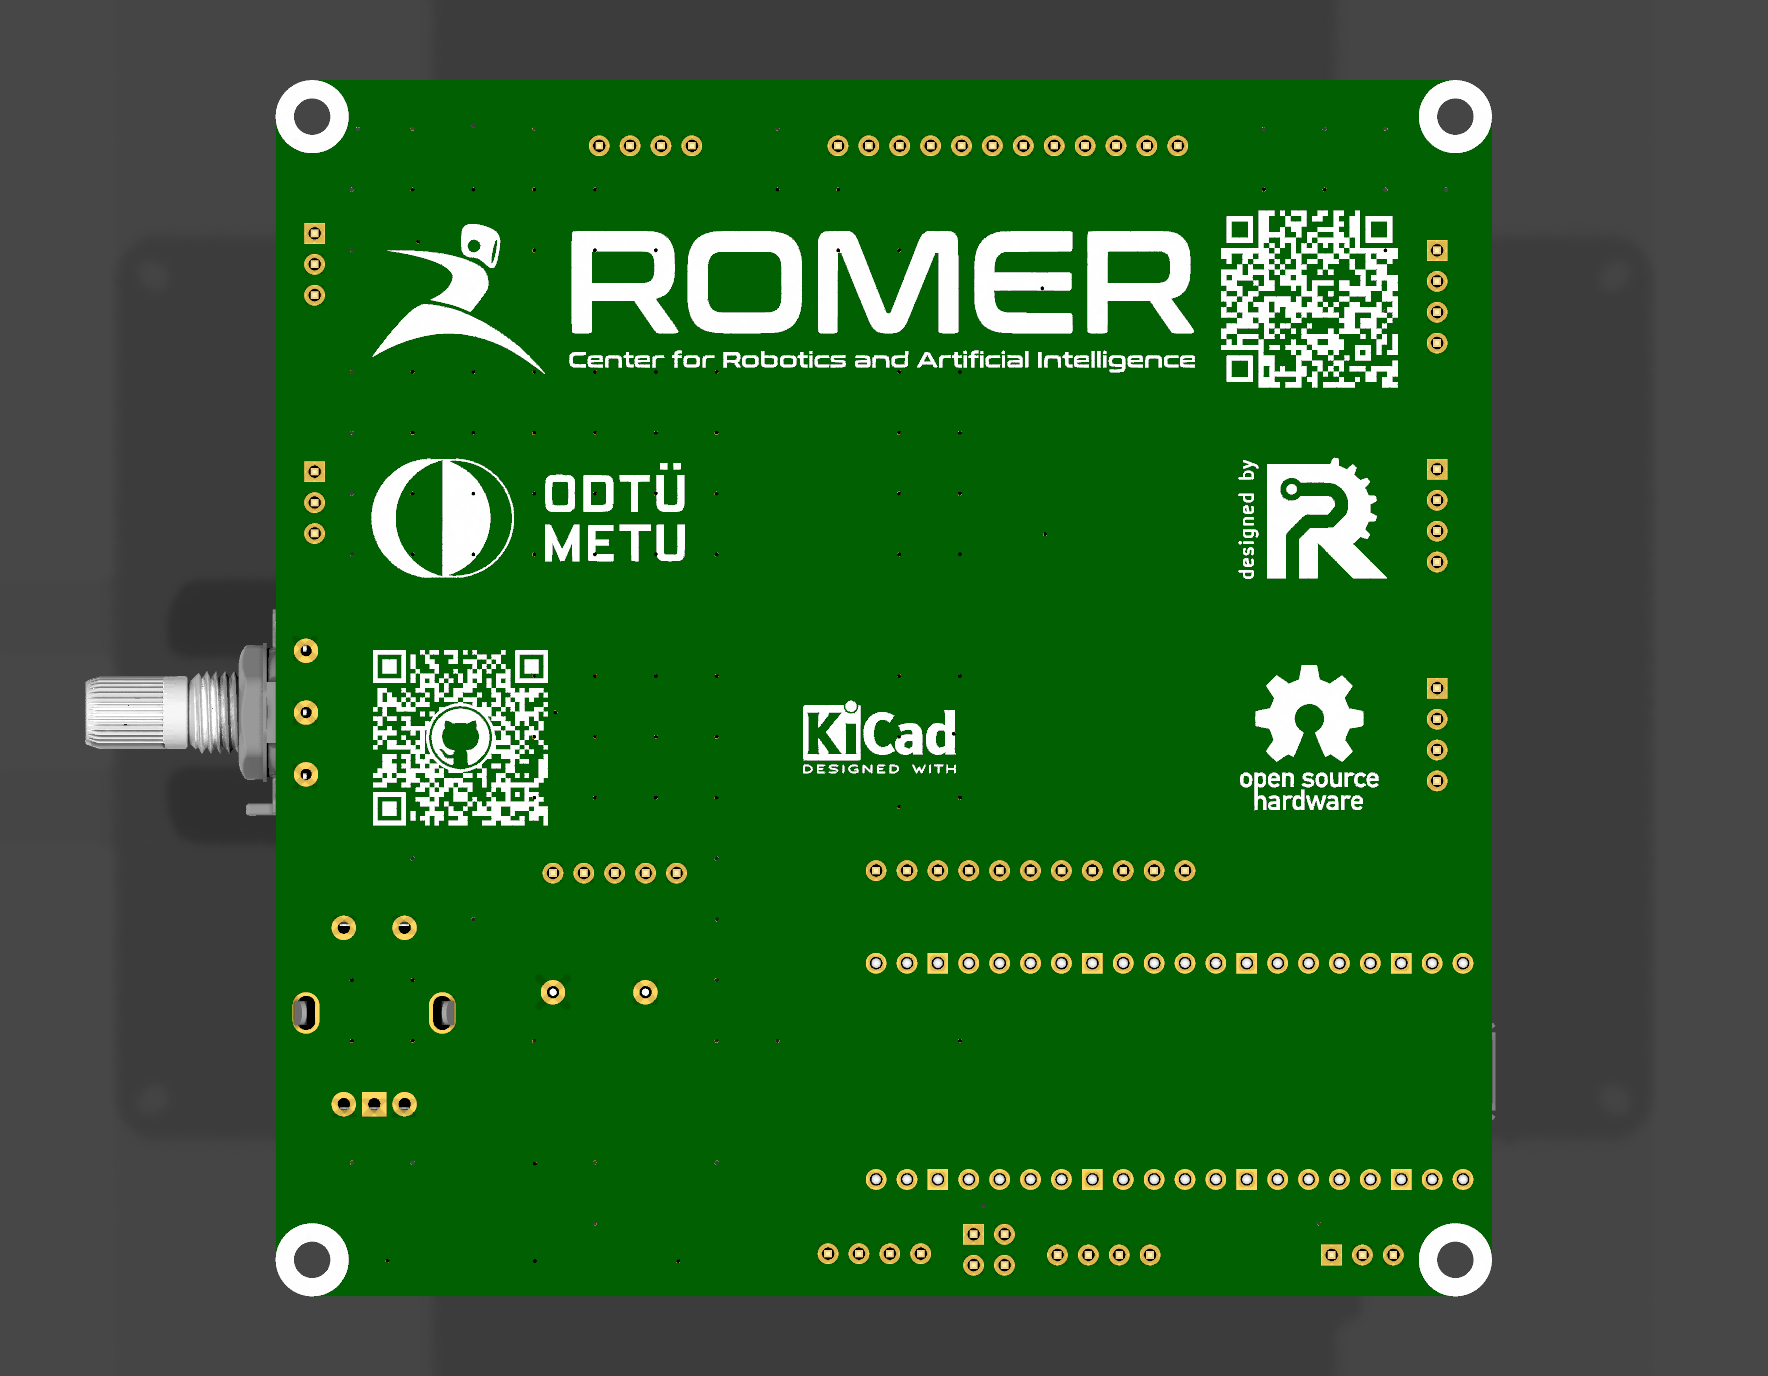 ROMER
Center for Robotics and Artificial Intelligence
ODTÜ
METU
designed by
KiCad
DESIGNED WITH
open source
hardware